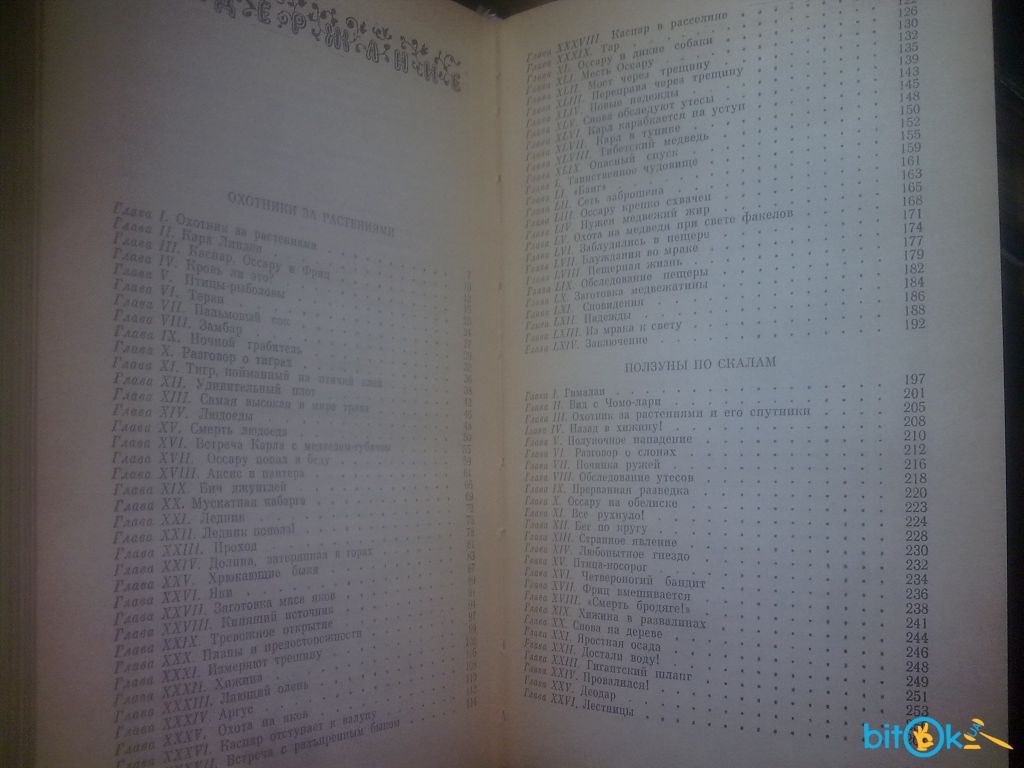 ДЕРЖАНИЕ
ОХОТНИКИ ЗА РАСТЕНИЯМИ
Глава I. Охотник за растениями
Глава II. Карл Линден
Глава III. Каспар, Оссару и Фриц
Глава IV. Кровь ли это?
Глава V. Птицы-рыболовы
Глава VI. Тераи
Глава VII. Пальмовый сок
Глава VIII. Замбар
Глава IX. Ночной грабитель
Глава X. Разговор о тиграх
Глава XI. Тигр, пойманный на птичий клей
Глава XII. Удивительный плот
Глава XIII. Самая высокая в мире трава
Глава XIV. Людоеды
Глава XV. Смерть людоеда
Глава XVI. Встреча Карла с медведем-губачом
Глава XVII. Оссару попал в беду
Глава XVIII. Аксис и пантера
Глава XIX. Бич джунглей
Глава XX. Мускатная кабарга
Глава XXI. Ледник
Глава XXII. Ледник пополз!
Глава XXIII. Проход
Глава XXIV. Долина, затерянная в горах
Глава XXV. Хрюкающие быки
Глава XXVI. Яки
Глава XXVII. Заготовка мяса яков
Глава XXVIII. Кипящий источник
Глава XXIX. Тревожное открытие
Глава XXX. Планы и предосторожности
Глава XXXI. Измеряют трещину
Глава XXXII. Хижина
Глава XXXIII. Лающий олень
Глава XXXIV. Аргус
Глава XXXV. Охота на яков
Глава XXXVI. Каспар отступает к валуну
Встреча с разъяренным быком
Глава XXXVIII. Каспар в расселине 126
Глава XXXIX. Тар 130
Глава XL. Оссару и дикие собаки 132
Глава XLI. Месть Оссару 135
Глава XLII. Мост через трещину 139
Глава XLIII. Переправа через трещину 143
Глава XLIV. Новые надежды 145
Глава XLV. Снова обследуют утесы 148
Глава XLVI. Карл карабкается на уступ 150
Глава XLVII. Карл в тупике 152
Глава XLVIII. Тибетский медведь 155
Глава XLIX. Опасный спуск 159
Глава L. Таинственное чудовище 161
Глава LI. «Банг» 163
Глава LII. Сеть заброшена 165
Глава LIII. Оссару крепко схвачен 168
Глава LIV. Нужен медвежий жир 171
Глава LV. Охота на медведя при свете факелов 174
Глава LVI. Заблудились в пещере 177
Глава LVII. Блуждания во мраке 179
Глава LVIII. Пещерная жизнь 182
Глава LIX. Обследование пещеры 184
Глава LX. Заготовка медвежатины 186
Глава LXI. Сновидения 188
Глава LXII. Надежды 192
Глава LXIII. Из мрака к свету
Глава LXIV. Заключение
ПОЛЗУНЫ ПО СКАЛАМ
Глава I. Гималаи 197
Глава II. Вид с Чомо-лари 201
Глава III. Охотник за растениями и его спутники 205
Глава IV. Назад в хижину! 208
Глава V. Полуночное нападение 210
Глава VI. Разговор о слонах 212
Глава VII. Починка ружей 216
Глава VIII. Обследование утесов 218
Глава IX. Прерванная разведка 220
Глава X. Оссару на обелиске 223
Глава XI. Все рухнуло! 224
Глава XII. Бег по кругу 228
Глава XIII. Странное явление 230
Глава XIV. Любопытное гнездо 232
Глава XV. Птица-носорог 234
Глава XVI. Четвероногий бандит 236
Глава XVII. Фриц вмешивается 238
Глава XVIII. «Смерть бродяге!» 241
Глава XIX. Хижина в развалинах 244
Глава XX. Снова на дереве 246
Глава XXI. Яростная осада 248
Глава XXII. Достали воду! 249
Глава XXIII. Гигантский шланг 251
Глава XXIV. Провалился! 253
Глава XXV. Деодар
Глава XXVI. Лестницы
bitOk.ua